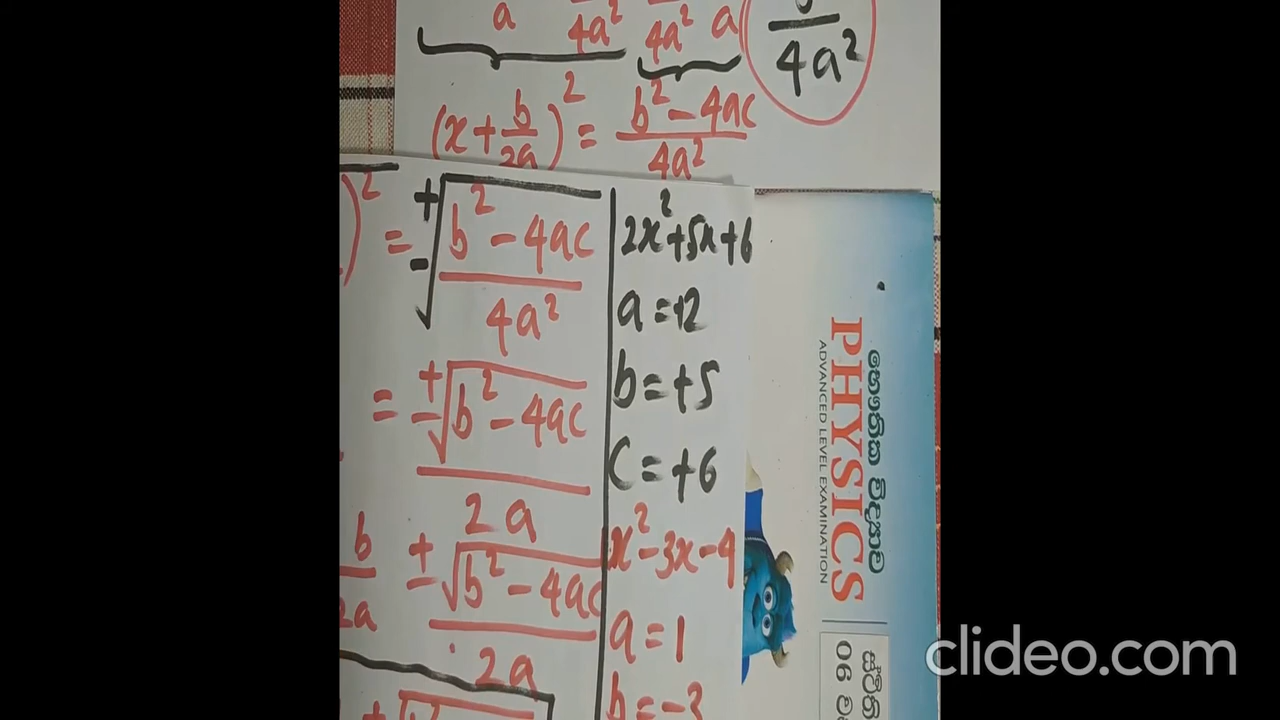 a 4a² 4a² a
4a²
(x + b/2a)² = b² - 4ac / 4a²
)² = ± √ b² - 4ac / 4a²
= ± √b² - 4ac / 2a
b / 2a ± √b² - 4ac / 2a
±
2x² + 5x + 6
a = +2
b = +5
c = +6
x² - 3x - 4
a = 1
b = -3
භෞතික විද්‍යාව
PHYSICS
ADVANCED LEVEL EXAMINATION
06
clideo.com